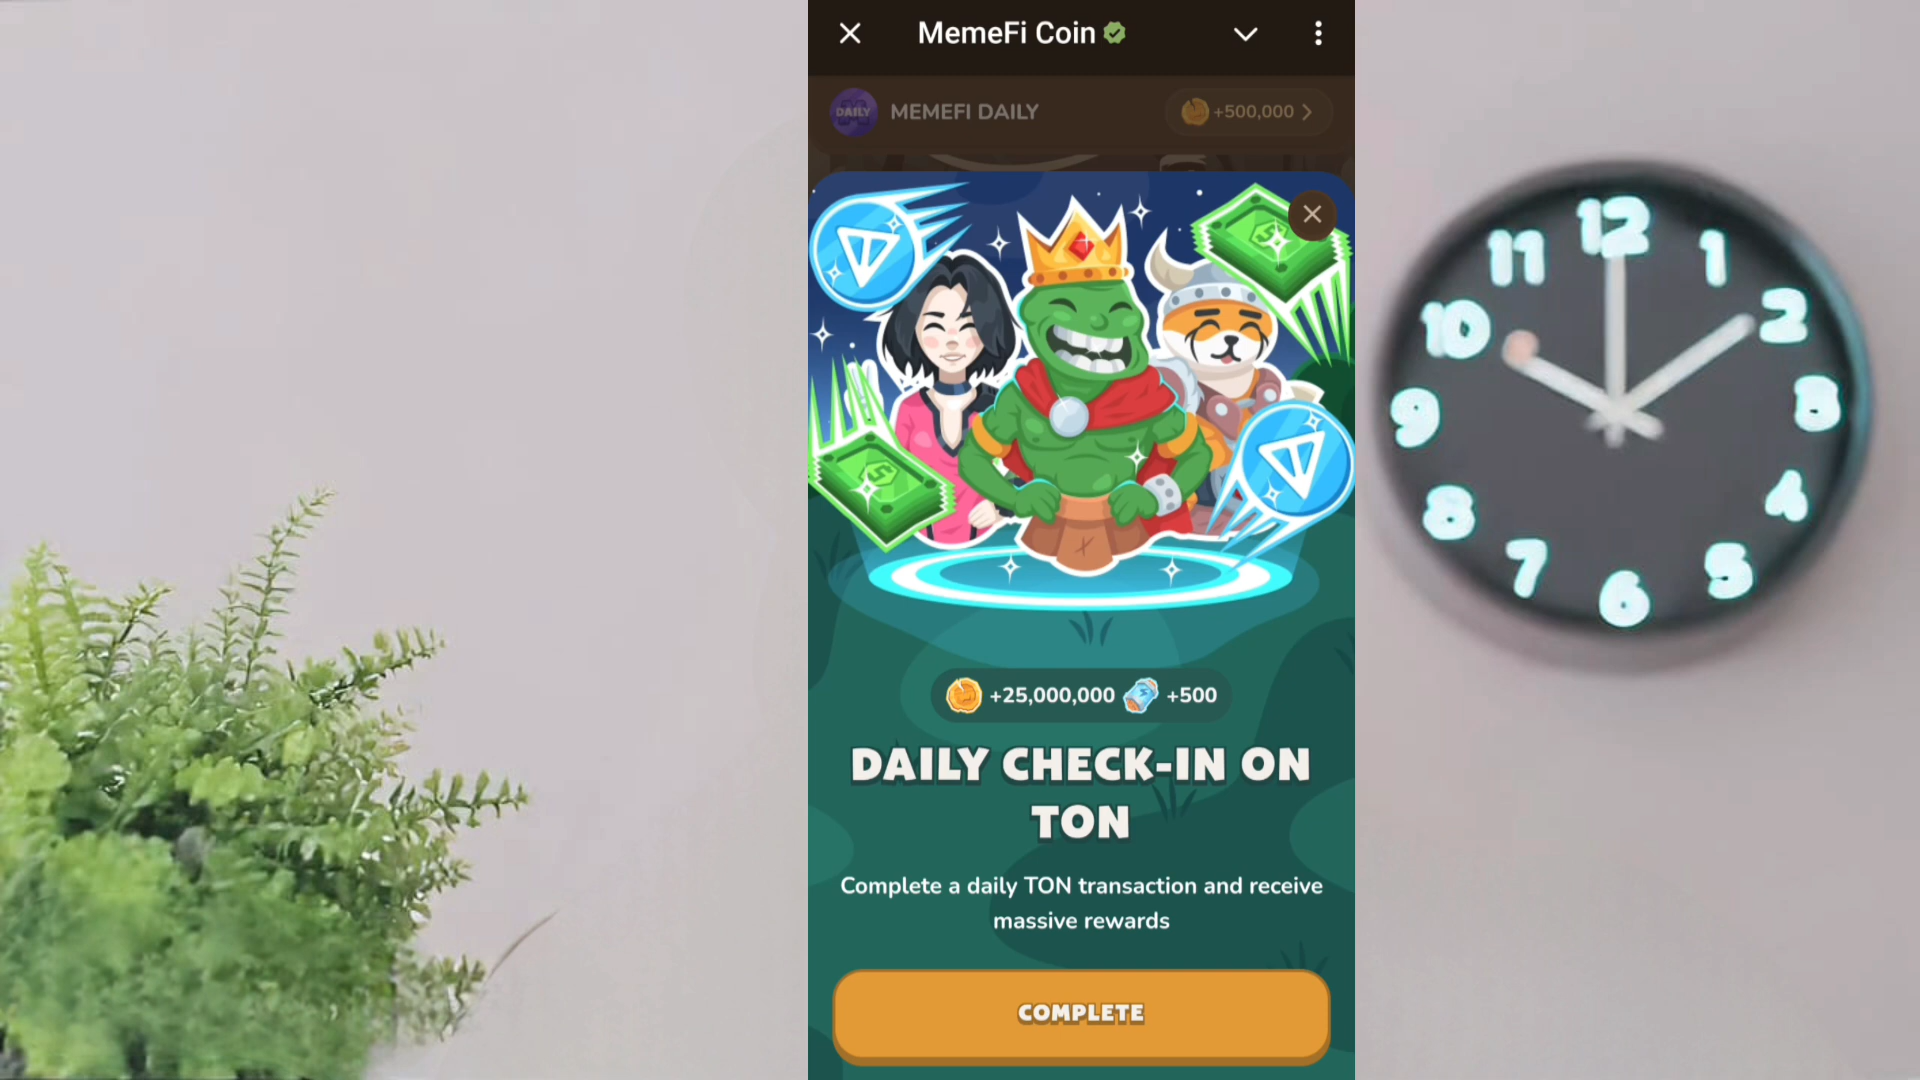 MemeFi Coin
DAILY
MEMEFI DAILY
+500,000
+25,000,000 +500
DAILY CHECK-IN ON
TON
Complete a daily TON transaction and receive
massive rewards
COMPLETE
12
11
1
10
2
9
3
8
4
7
5
6